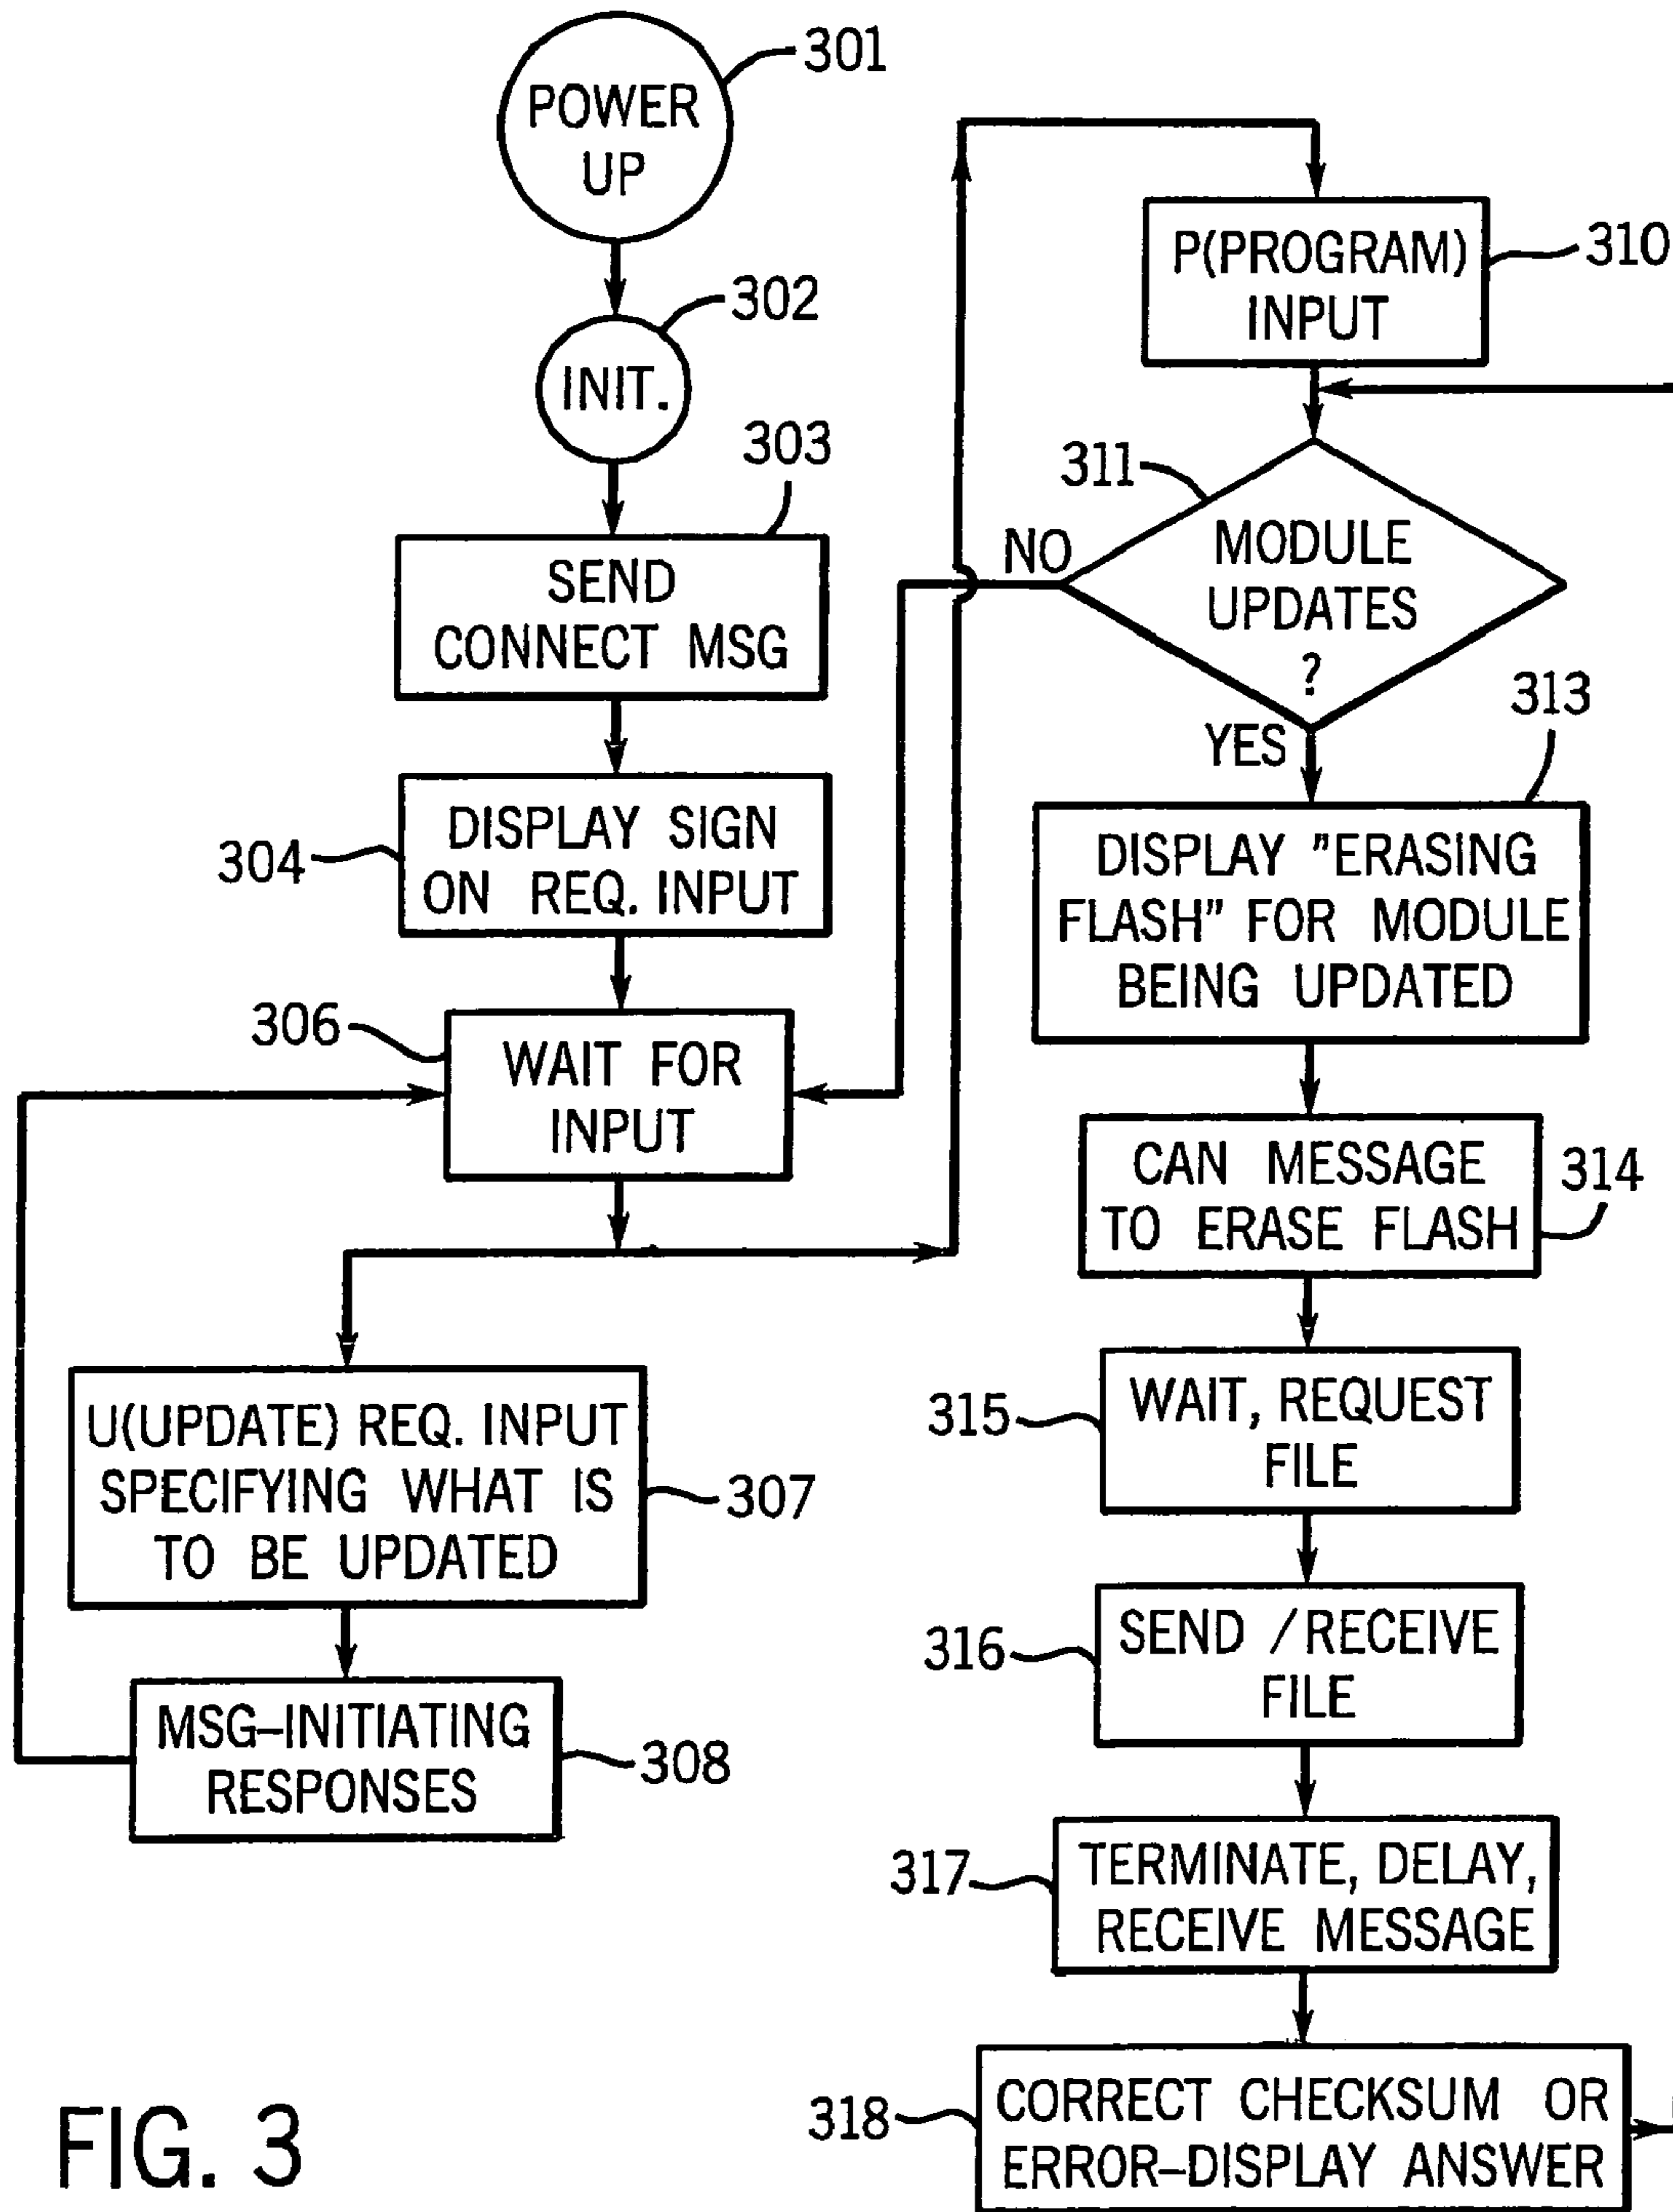 301
POWER
UP
302
INIT.
303
SEND
CONNECT MSG
304
DISPLAY SIGN
ON REQ. INPUT
306
WAIT FOR
INPUT
U(UPDATE) REQ. INPUT
SPECIFYING WHAT IS
TO BE UPDATED
307
MSG–INITIATING
RESPONSES
308
P(PROGRAM)
INPUT
310
311
NO
MODULE
UPDATES
?
YES
313
DISPLAY "ERASING
FLASH" FOR MODULE
BEING UPDATED
CAN MESSAGE
TO ERASE FLASH
314
315
WAIT, REQUEST
FILE
316
SEND /RECEIVE
FILE
317
TERMINATE, DELAY,
RECEIVE MESSAGE
318
CORRECT CHECKSUM OR
ERROR–DISPLAY ANSWER
FIG. 3